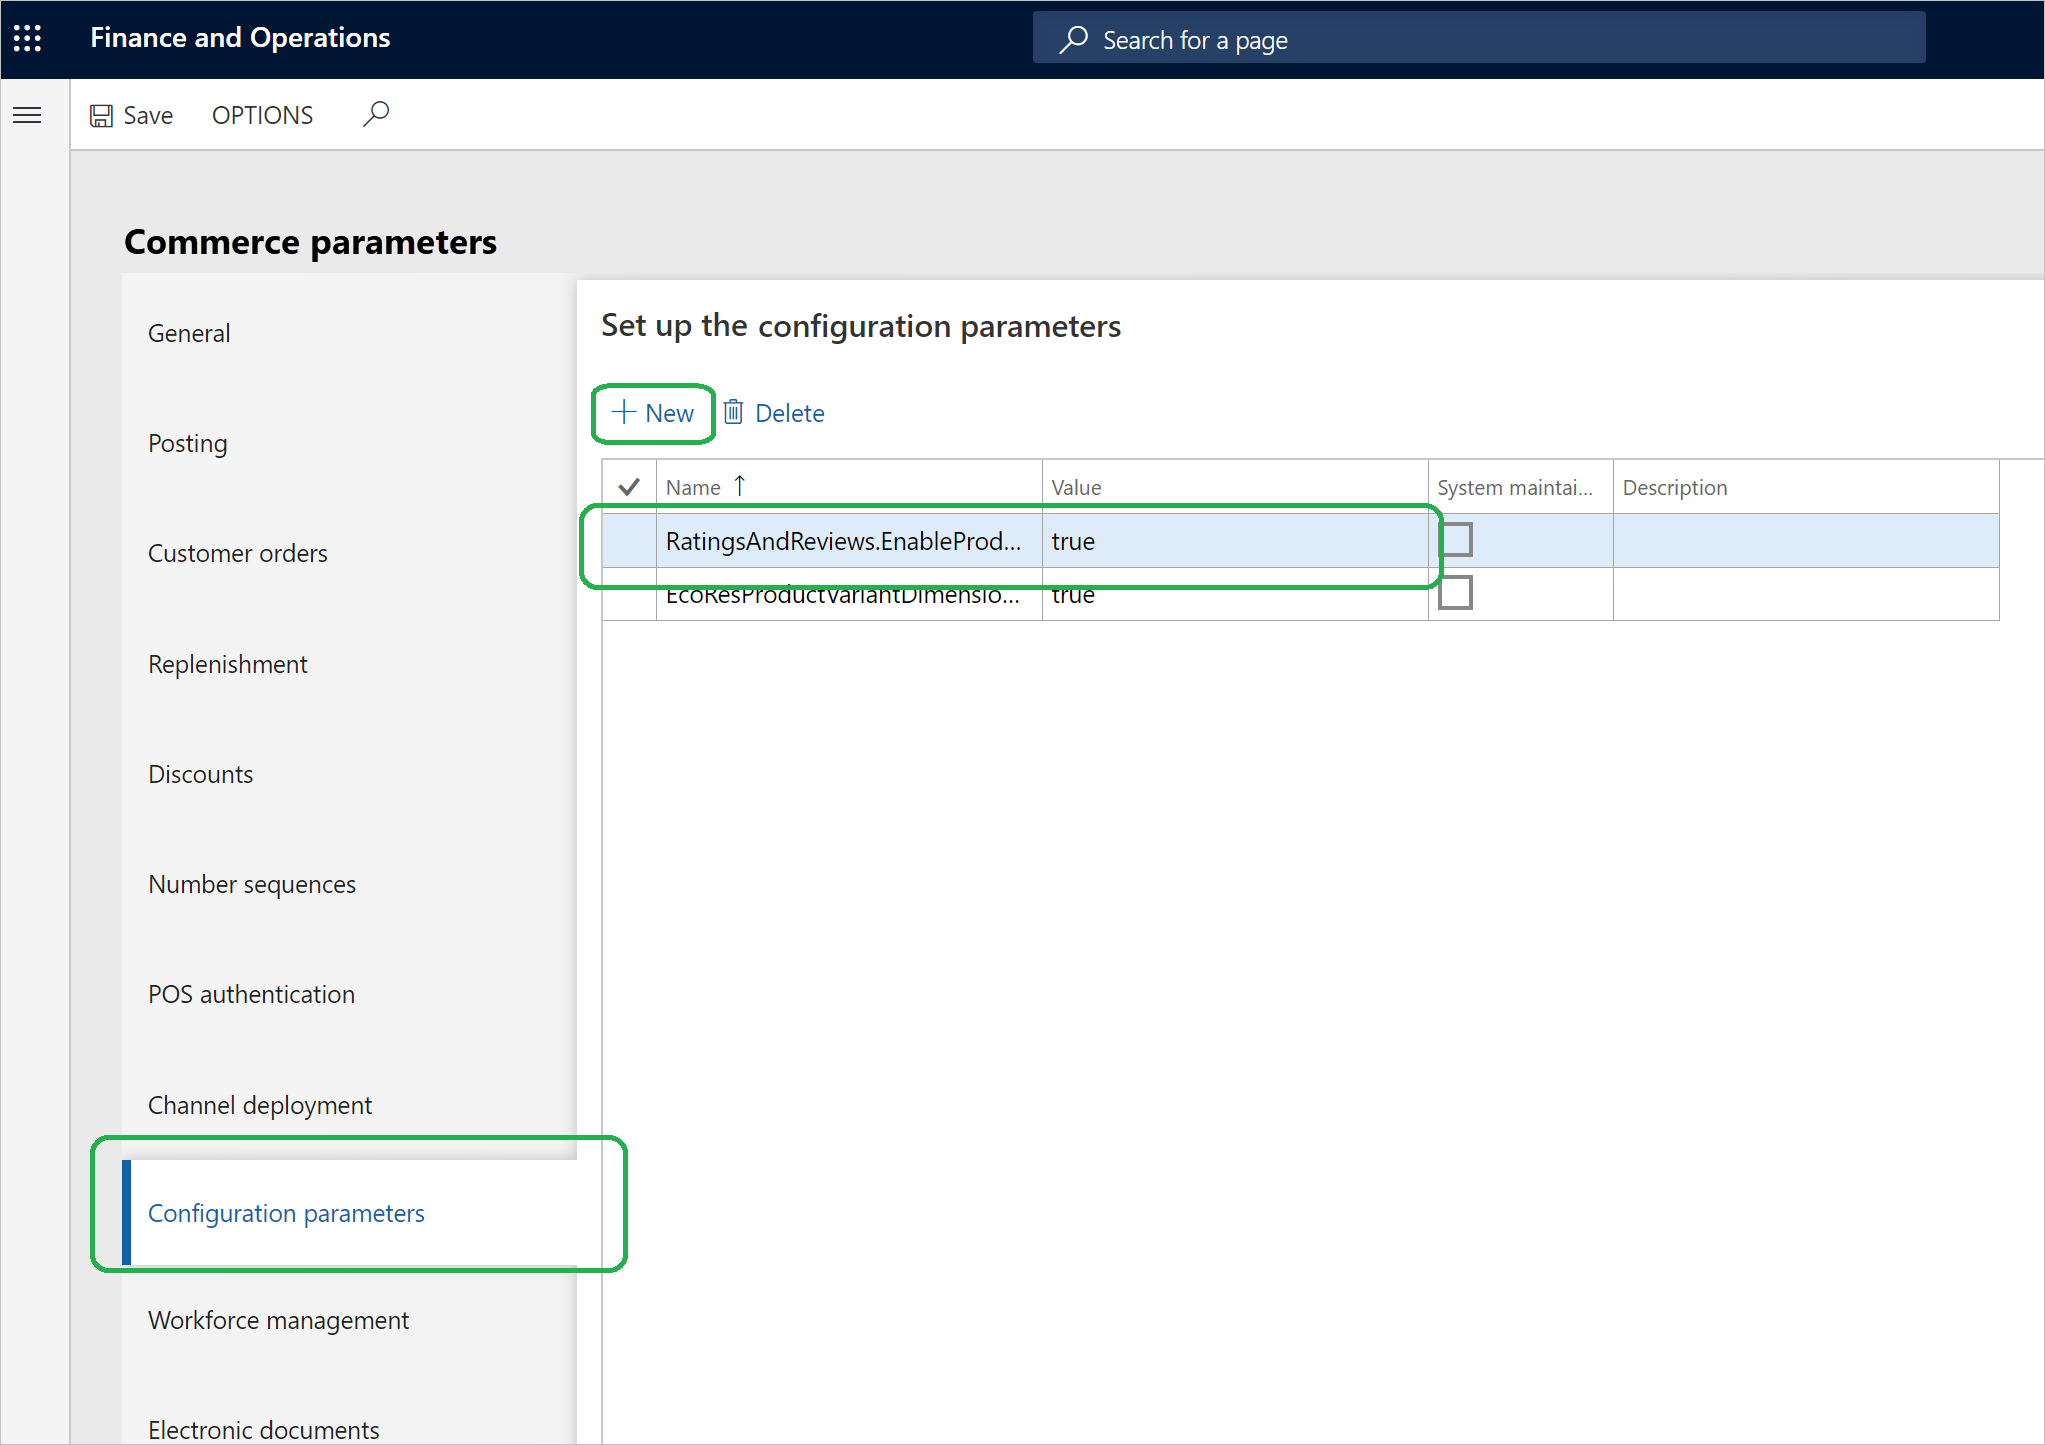 Finance and Operations
Search for a page
Save OPTIONS
Commerce parameters
General
Posting
Customer orders
Replenishment
Discounts
Number sequences
POS authentication
Channel deployment
Configuration parameters
Workforce management
Electronic documents
Set up the configuration parameters
New Delete
Name Value System maintai... Description
RatingsAndReviews.EnableProd... true
EcoResProductVariantDimensio... true